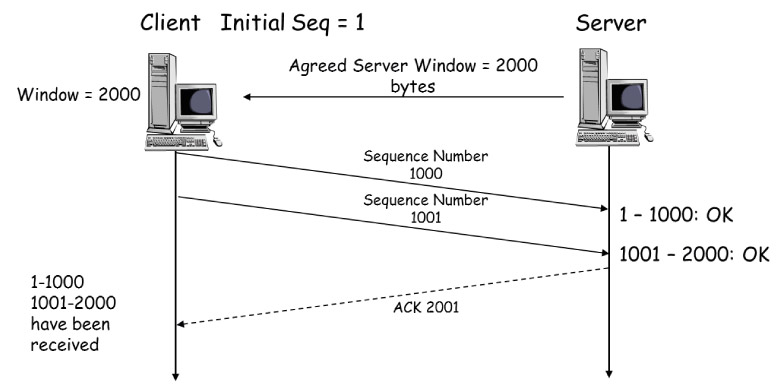 Client Initial Seq = 1
Server
Agreed Server Window = 2000
bytes
Window = 2000
Sequence Number
1000
Sequence Number
1001
1 – 1000: OK
1001 – 2000: OK
ACK 2001
1-1000
1001-2000
have been
received